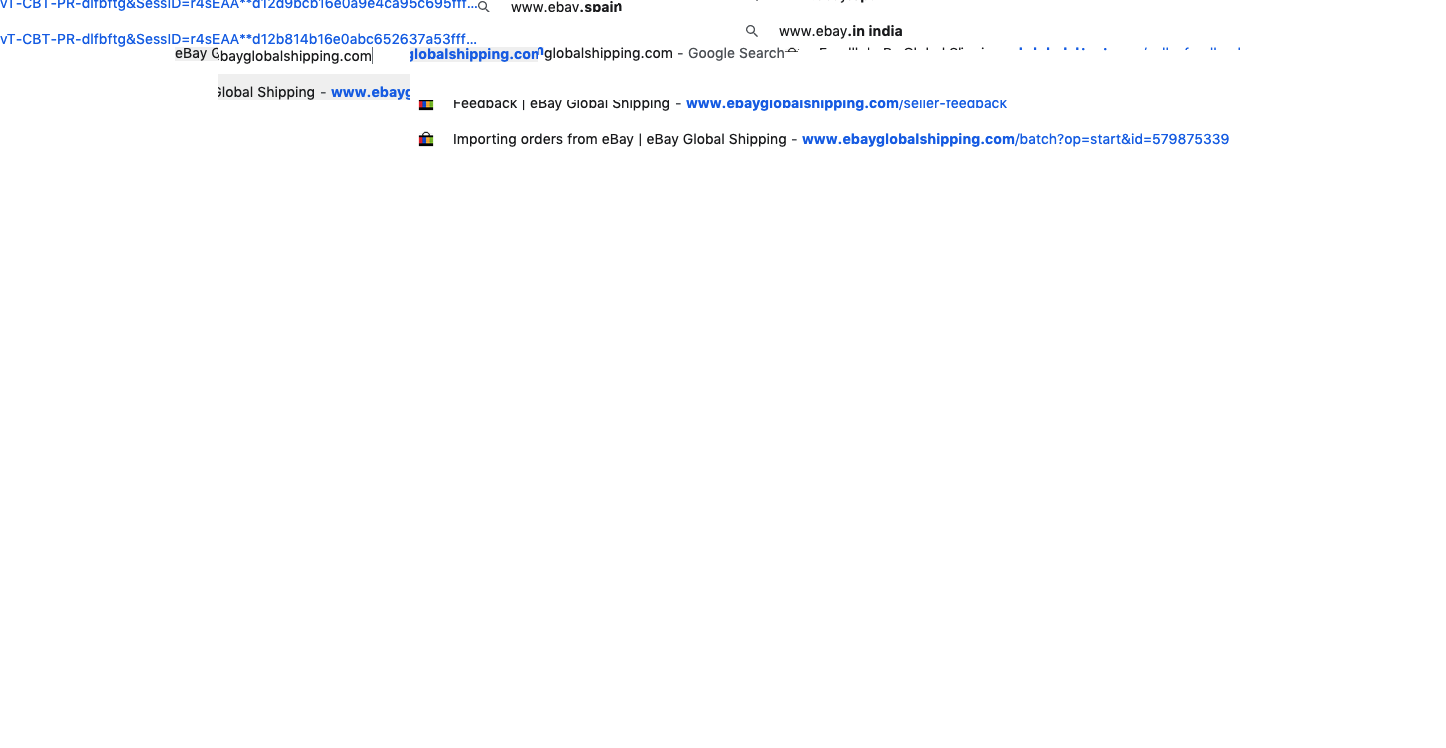 vT-CBT-PR-dlfbftg&SessID=r4sEAA**d12d9bcb16e0a9e4ca95c695fff...
www.ebay.spain
www.ebay.in india
vT-CBT-PR-dlfbftg&SessID=r4sEAA**d12b814b16e0abc652637a53fff...
eBay bayglobalshipping.com globalshipping.com globalshipping.com - Google Search
Global Shipping - www.ebayg
Feedback | eBay Global Shipping - www.ebayglobalshipping.com/seller-feedback
Importing orders from eBay | eBay Global Shipping - www.ebayglobalshipping.com/batch?op=start&id=579875339